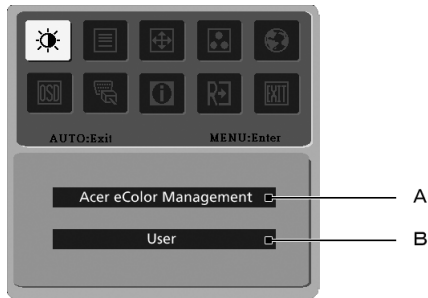 OSD
i
R
EXIT
AUTO:Exit MENU:Enter
Acer eColor Management A
User B